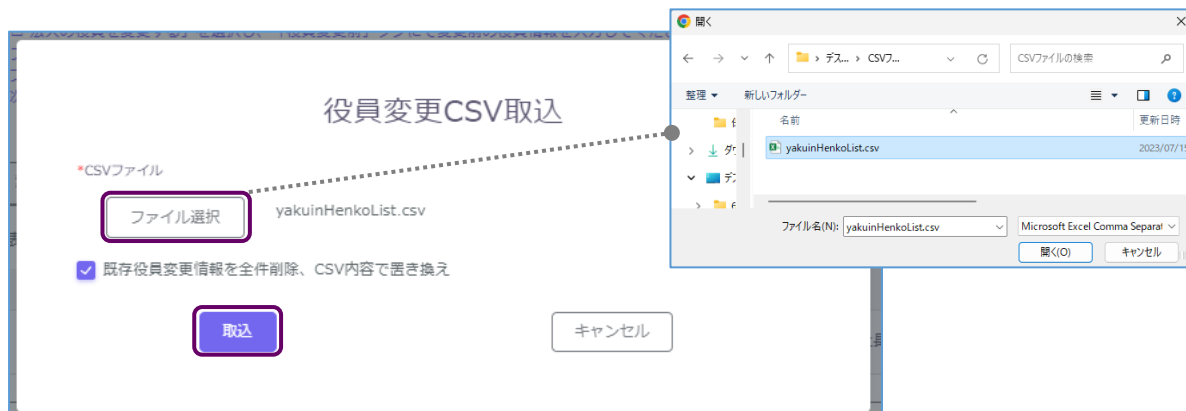 役員変更CSV取込
*CSVファイル
ファイル選択
yakuinHenkoList.csv
既存役員変更情報を全件削除、CSV内容で置き換え
取込
キャンセル
開く
デス... › CSVフ...
CSVファイルの検索
整理
新しいフォルダー
名前
更新日時
yakuinHenkoList.csv
2023/07/1
ファイル名(N):
yakuinHenkoList.csv
Microsoft Excel Comma Separat
開く(O)
キャンセル